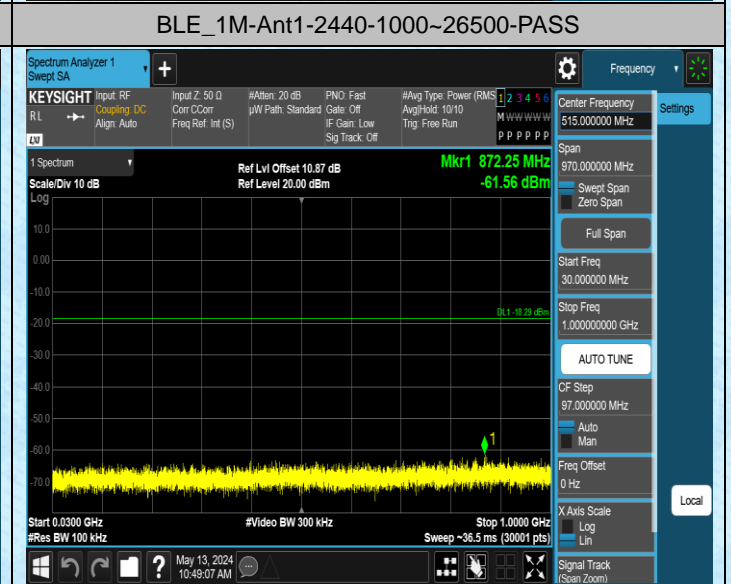 BLE_1M-Ant1-2440-1000~26500-PASS
Spectrum Analyzer 1
Swept SA
+
Frequency
KEYSIGHT
RL
LXI
Input: RF
Coupling: DC
Align: Auto
Input Z: 50 Ω
Corr CCorr
Freq Ref: Int (S)
#Atten: 20 dB
µW Path: Standard
PNO: Fast
Gate: Off
IF Gain: Low
Sig Track: Off
#Avg Type: Power (RMS
Avg|Hold: 10/10
Trig: Free Run
1 2 3 4 5 6
M W W W W W
P P P P P P
Center Frequency
515.000000 MHz
Settings
1 Spectrum
Scale/Div 10 dB
Log
Ref Lvl Offset 10.87 dB
Ref Level 20.00 dBm
Mkr1 872.25 MHz
-61.56 dBm
Span
970.000000 MHz
Swept Span
Zero Span
Full Span
Start Freq
30.000000 MHz
Stop Freq
1.000000000 GHz
AUTO TUNE
CF Step
97.000000 MHz
Auto
Man
Freq Offset
0 Hz
X Axis Scale
Log
Lin
Signal Track
(Span Zoom)
Local
10.0
0.00
-10.0
DL1 -18.29 dBm
-20.0
-30.0
-40.0
-50.0
1
-60.0
-70.0
Start 0.0300 GHz
#Video BW 300 kHz
Stop 1.0000 GHz
#Res BW 100 kHz
Sweep ~36.5 ms (30001 pts)
?
May 13, 2024
10:49:07 AM